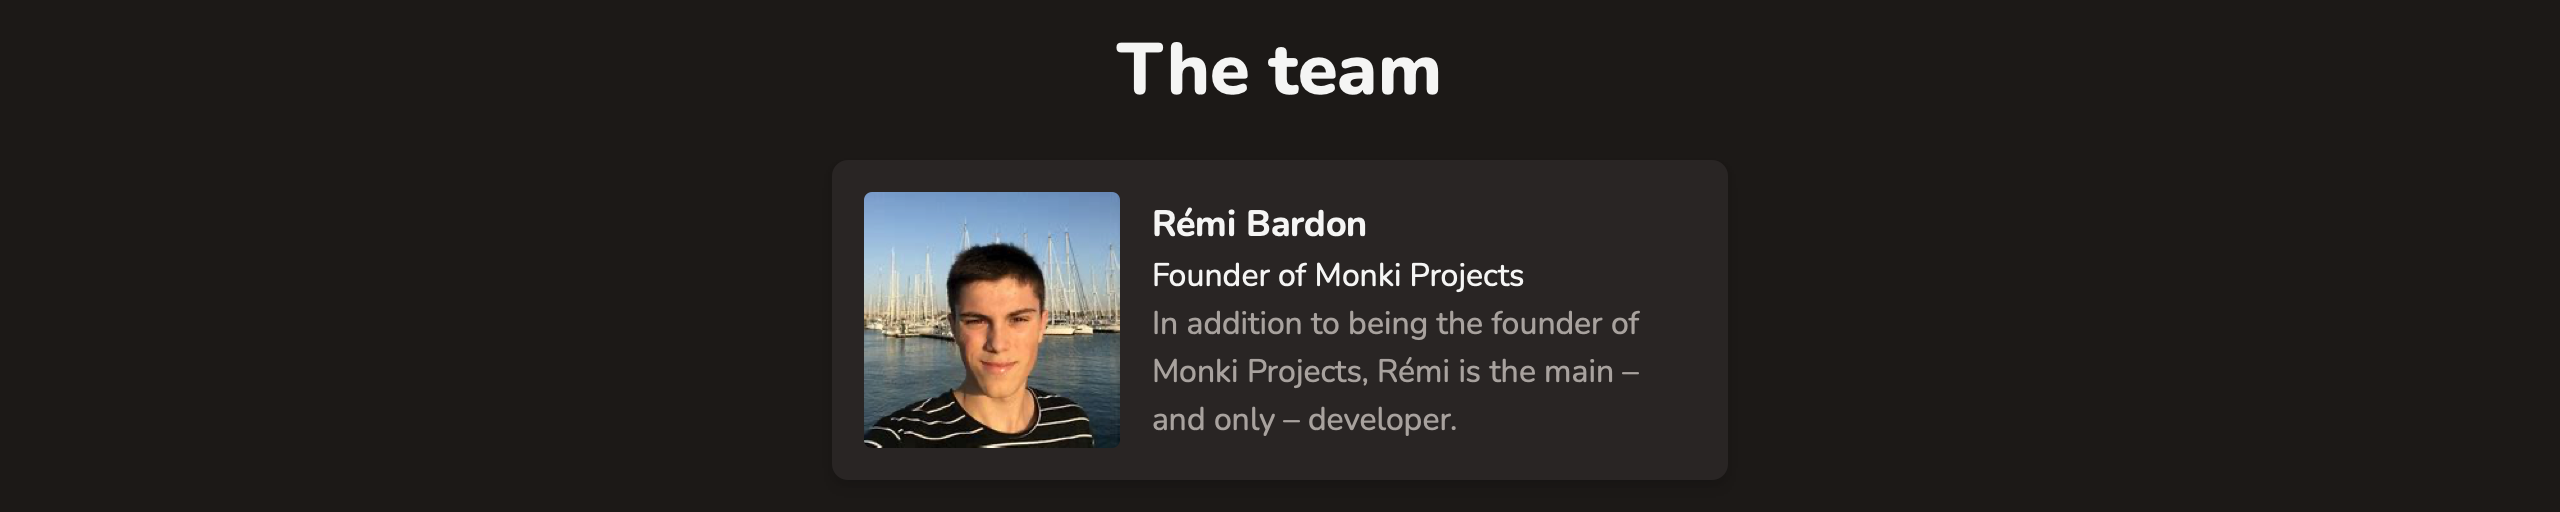 The team
Rémi Bardon
Founder of Monki Projects
In addition to being the founder of
Monki Projects, Rémi is the main –
and only – developer.